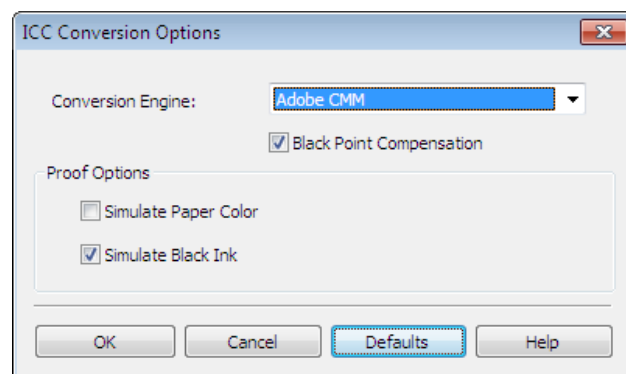 ICC Conversion Options
Conversion Engine: Adobe CMM
Black Point Compensation
Proof Options
Simulate Paper Color
Simulate Black Ink
OK Cancel Defaults Help